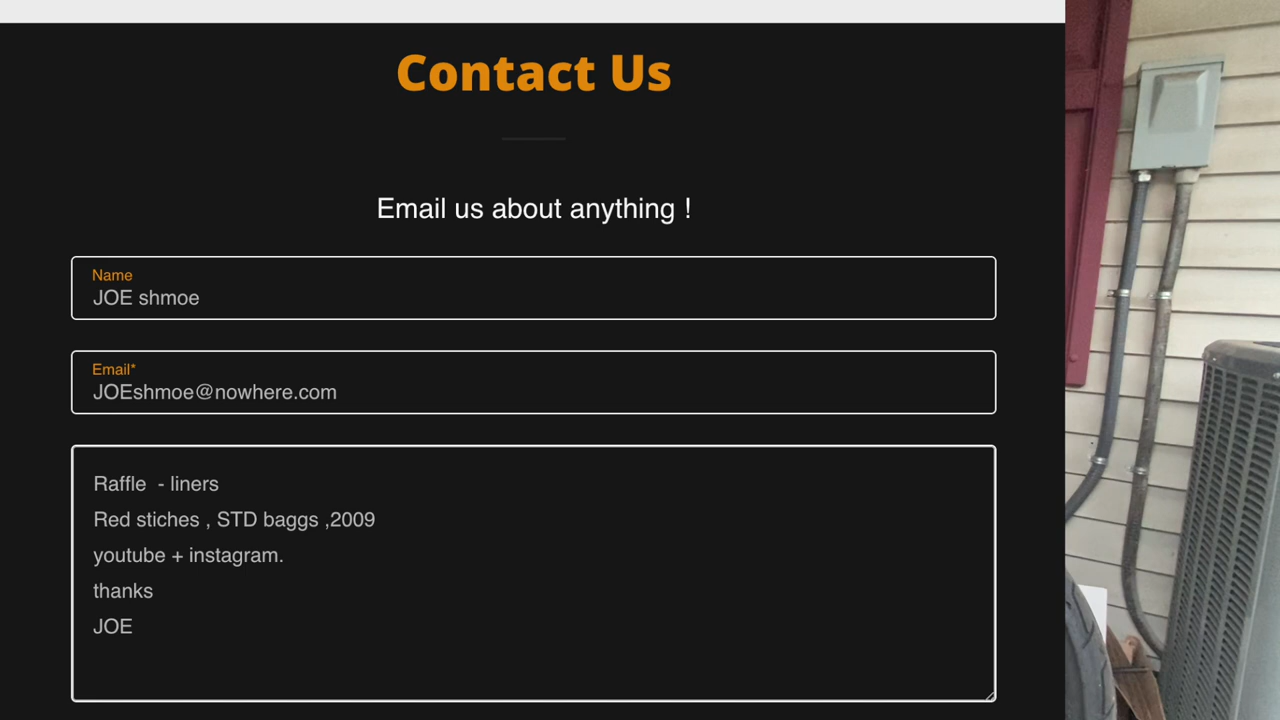 Contact Us
Email us about anything !
Name
JOE shmoe
Email*
JOEshmoe@nowhere.com
Raffle  - liners
Red stiches , STD baggs ,2009
youtube + instagram.
thanks
JOE